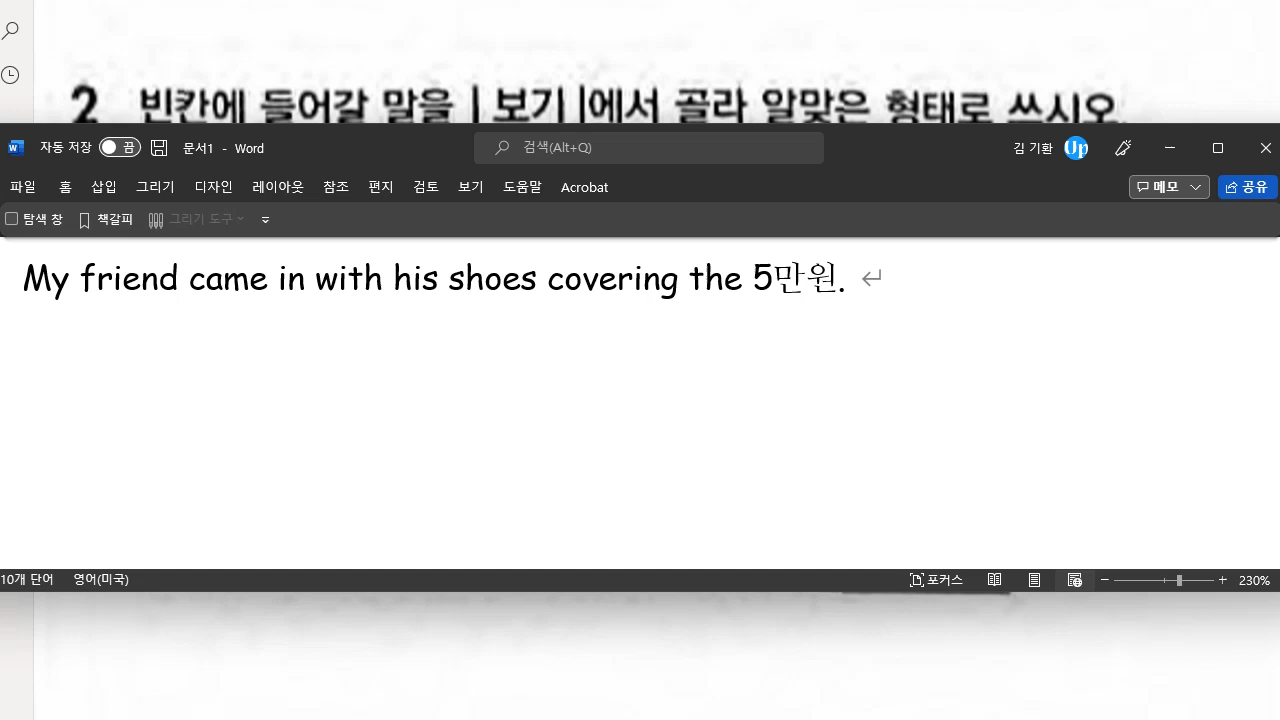 2 빈칸에 들어갈 말을 | 보기 |에서 골라 알맞은 형태로 쓰시오.
자동 저장 끔 문서1 - Word 검색(Alt+Q) 김 기환 Up
파일 홈 삽입 그리기 디자인 레이아웃 참조 편지 검토 보기 도움말 Acrobat 메모 공유
탐색 창 책갈피 그리기 도구
My friend came in with his shoes covering the 5만원.
10개 단어 영어(미국) 포커스 230%